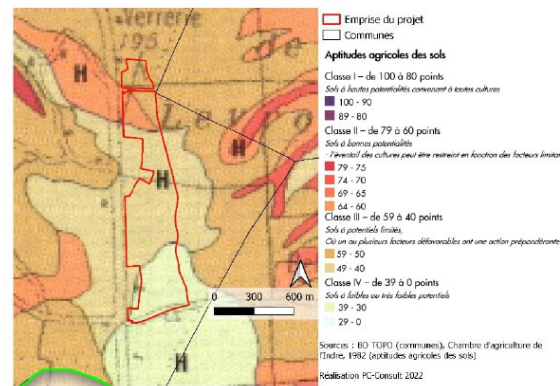 Verrerie
195
H
H
H
H
0 300 600 m
Emprise du projet
Communes
Aptitudes agricoles des sols
Classe I – de 100 à 80 points
Sols à hautes potentialités convenant à toutes cultures
100 - 90
89 - 80
Classe II – de 79 à 60 points
Sols à bonnes potentialités
- l'éventail des cultures peut être restreint en fonction des facteurs limitan
79 - 75
74 - 70
69 - 65
64 - 60
Classe III – de 59 à 40 points
Sols à potentiels limités,
Où un ou plusieurs facteurs défavorables ont une action prépondérante
59 - 50
49 - 40
Classe IV – de 39 à 0 points
Sols à faibles ou très faibles potentiels
39 - 30
29 - 0
Sources : BD TOPO (communes), Chambre d'agriculture de
l'Indre, 1982 (aptitudes agricoles des sols)
Réalisation PC-Consult 2022